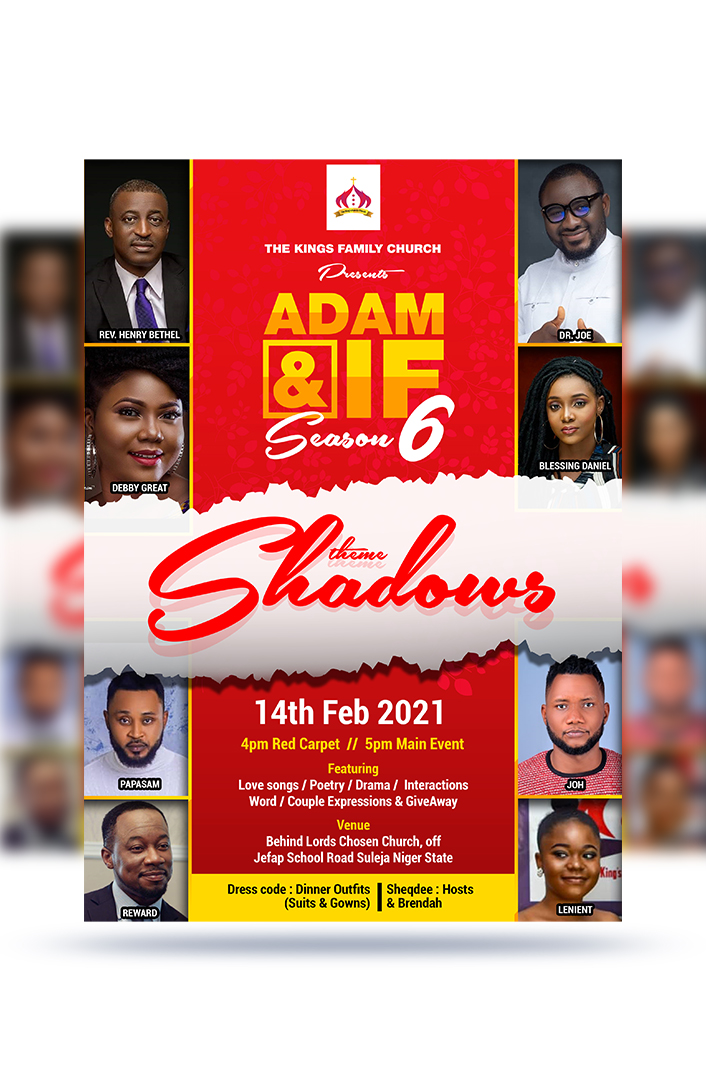 THE KINGS FAMILY CHURCH
Presents
ADAM
& IF
Season 6
REV. HENRY BETHEL
DR. JOE
DEBBY GREAT
BLESSING DANIEL
theme
Shadows
14th Feb 2021
4pm Red Carpet // 5pm Main Event
Featuring
Love songs / Poetry / Drama / Interactions
Word / Couple Expressions & GiveAway
Venue
Behind Lords Chosen Church, off
Jefap School Road Suleja Niger State
PAPASAM
JOH
REWARD
King's
LENIENT
Dress code : Dinner Outfits
(Suits & Gowns)
Sheqdee : Hosts
& Brendah